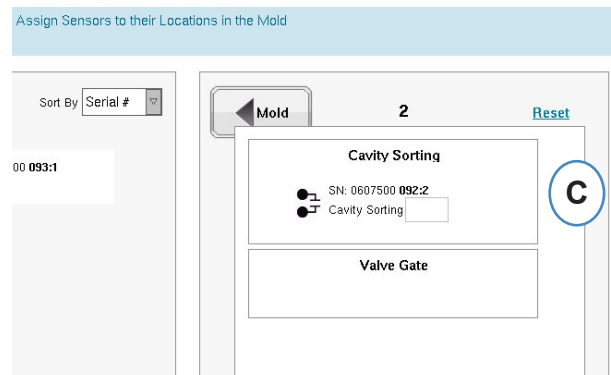 Assign Sensors to their Locations in the Mold
Sort By Serial #
00 093:1
Mold
2
Reset
Cavity Sorting
SN: 0607500 092:2
Cavity Sorting
C
Valve Gate